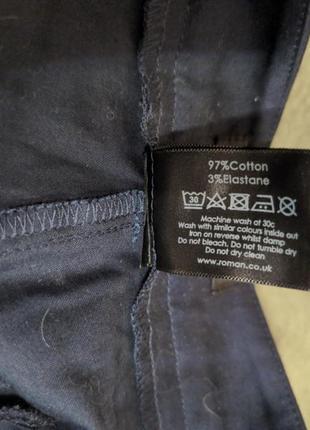 97%Cotton
3%Elastane
30
Machine wash at 30c
Wash with similar colours inside out
Iron on reverse whilst damp
Do not bleach. Do not tumble dry
Do not dry clean
www.roman.co.uk